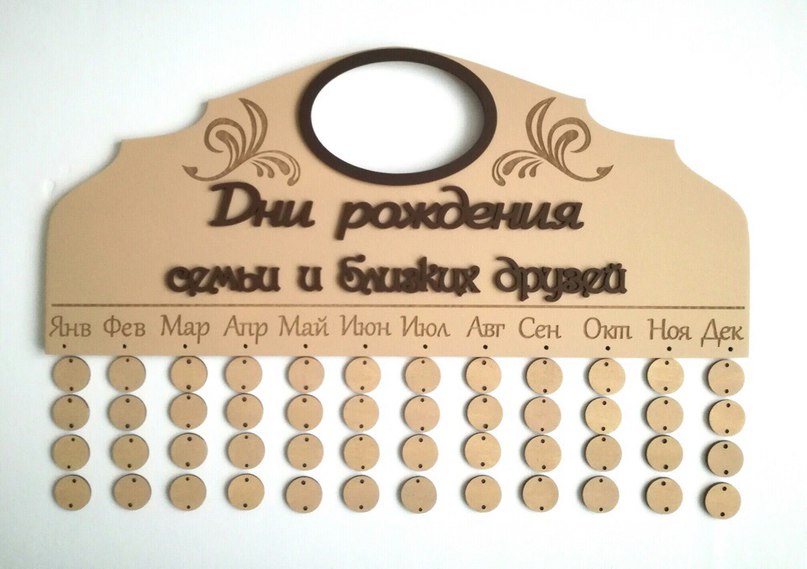 Дни рождения
семьи и близких друзей
Янв Фев Мар Апр Май Июн Июл Авг Сен Окт Ноя Дек